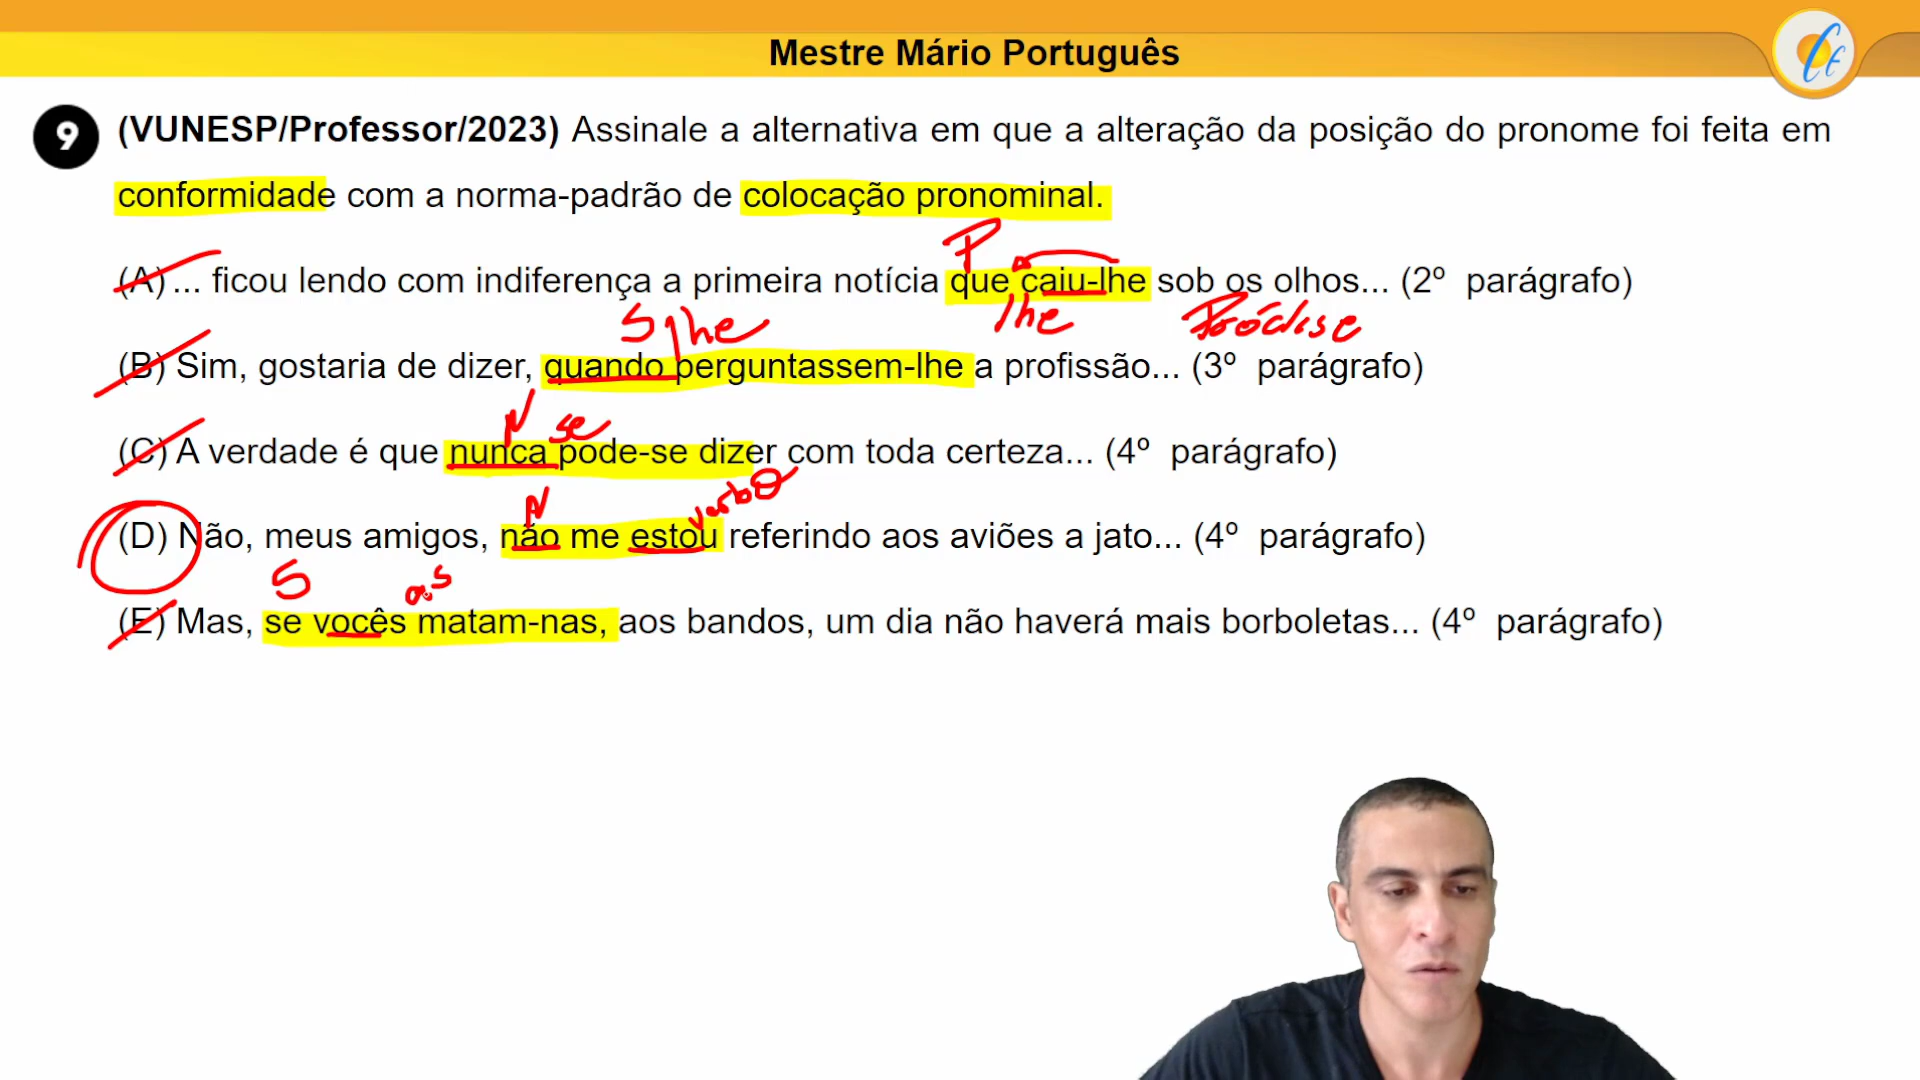 Mestre Mário Português
9 (VUNESP/Professor/2023) Assinale a alternativa em que a alteração da posição do pronome foi feita em
conformidade com a norma-padrão de colocação pronominal.
P
(A) ... ficou lendo com indiferença a primeira notícia que caiu-lhe sob os olhos... (2º parágrafo)
S lhe lhe Próclise
(B) Sim, gostaria de dizer, quando perguntassem-lhe a profissão... (3º parágrafo)
N se
(C) A verdade é que nunca pode-se dizer com toda certeza... (4º parágrafo)
N verbo
(D) Não, meus amigos, não me estou referindo aos aviões a jato... (4º parágrafo)
S as
(E) Mas, se vocês matam-nas, aos bandos, um dia não haverá mais borboletas... (4º parágrafo)